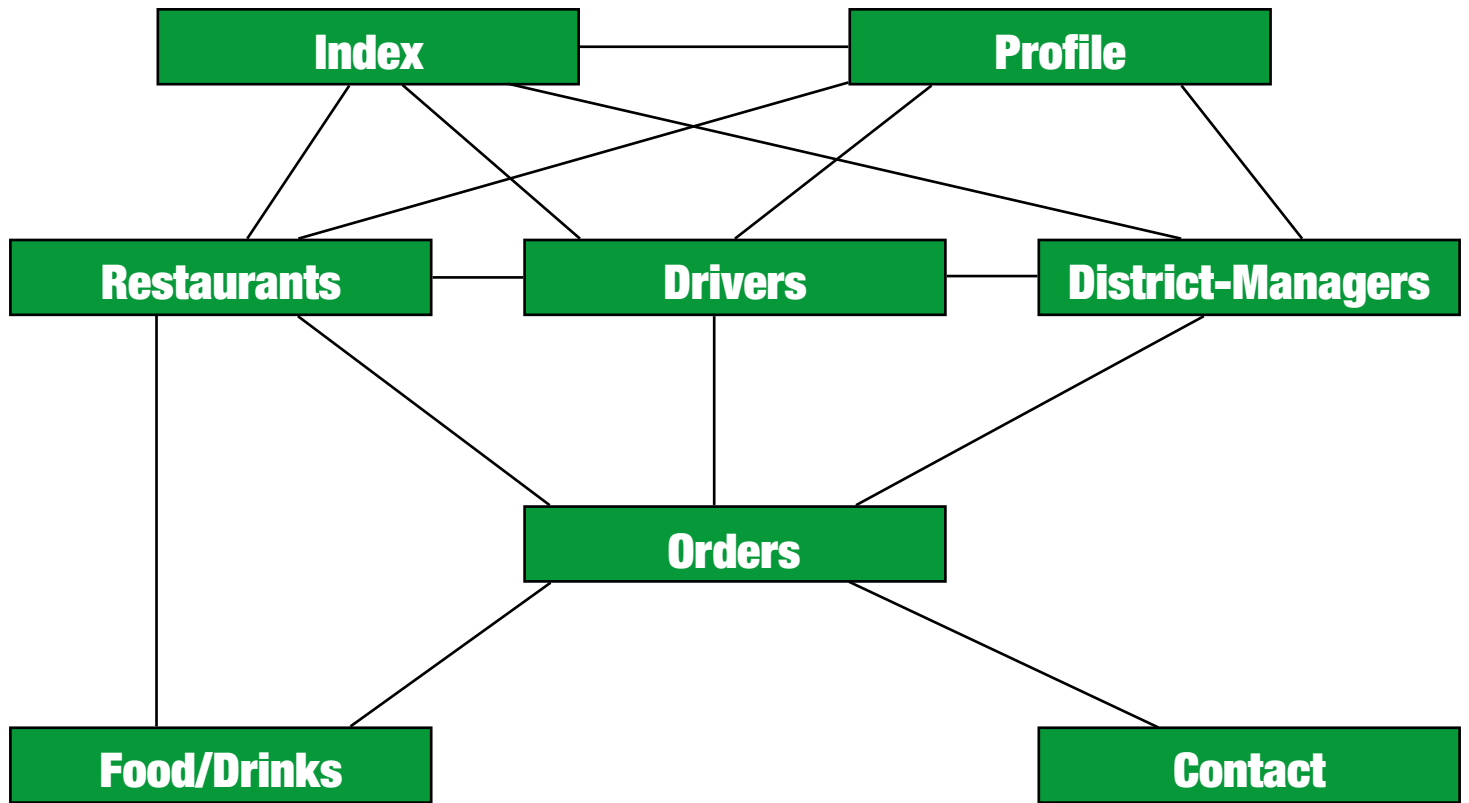 Index
Profile
Restaurants
Drivers
District-Managers
Orders
Food/Drinks
Contact